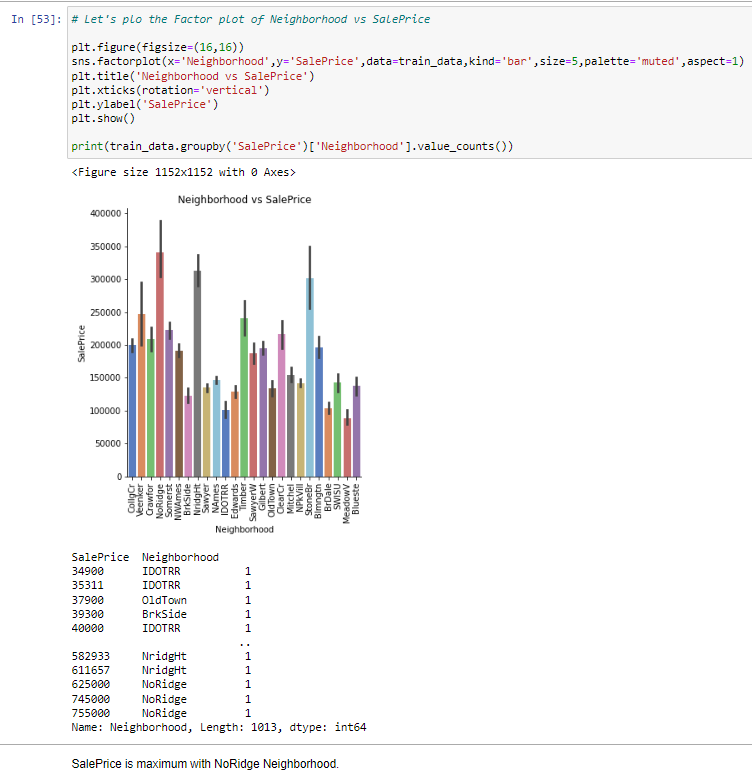 In [53]: # Let's plo the Factor plot of Neighborhood vs SalePrice
plt.figure(figsize=(16,16))
sns.factorplot(x='Neighborhood',y='SalePrice',data=train_data,kind='bar',size=5,palette='muted',aspect=1)
plt.title('Neighborhood vs SalePrice')
plt.xticks(rotation='vertical')
plt.ylabel('SalePrice')
plt.show()
print(train_data.groupby('SalePrice')['Neighborhood'].value_counts())
<Figure size 1152x1152 with 0 Axes>
Neighborhood vs SalePrice
400000
350000
300000
250000
200000
150000
100000
50000
0
SalePrice
CollgCr
Veenker
Crawfor
NoRidge
Somerst
NWAmes
BrkSide
NridgHt
Sawyer
NAmes
IDOTRR
Edwards
Timber
SawyerW
Gilbert
OldTown
ClearCr
Mitchel
NPkVill
StoneBr
Blmngtn
BrDale
SWISU
MeadowV
Blueste
Neighborhood
SalePrice Neighborhood
34900 IDOTRR 1
35311 IDOTRR 1
37900 OldTown 1
39300 BrkSide 1
40000 IDOTRR 1
..
582933 NridgHt 1
611657 NridgHt 1
625000 NoRidge 1
745000 NoRidge 1
755000 NoRidge 1
Name: Neighborhood, Length: 1013, dtype: int64
SalePrice is maximum with NoRidge Neighborhood.